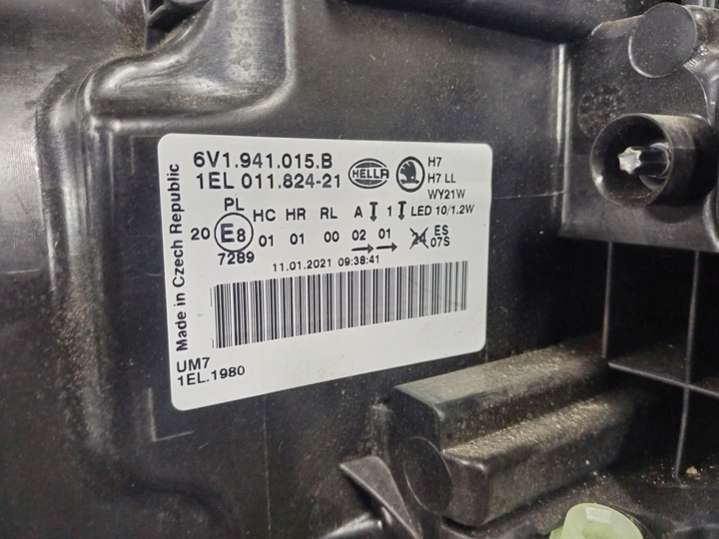 6V1.941.015.B
1EL 011.824-21
HELLA
H7
H7 LL
WY21W
LED 10/1.2W
PL
HC HR RL A 1
20 E8 01 01 00 02 01
7289
24 ES
07S
11.01.2021 09:38:41
Made in Czech Republic
UM7
1EL.1980